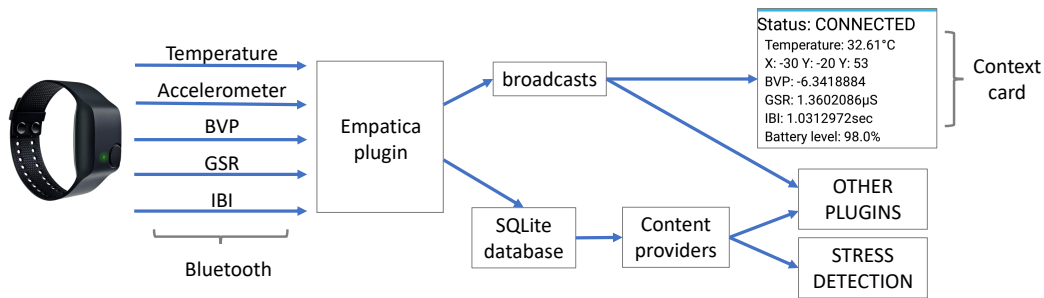 Temperature
Accelerometer
BVP
GSR
IBI
Bluetooth
Empatica
plugin
broadcasts
SQLite
database
Content
providers
Status: CONNECTED
Temperature: 32.61°C
X: -30 Y: -20 Y: 53
BVP: -6.3418884
GSR: 1.3602086µS
IBI: 1.0312972sec
Battery level: 98.0%
Context
card
OTHER
PLUGINS
STRESS
DETECTION